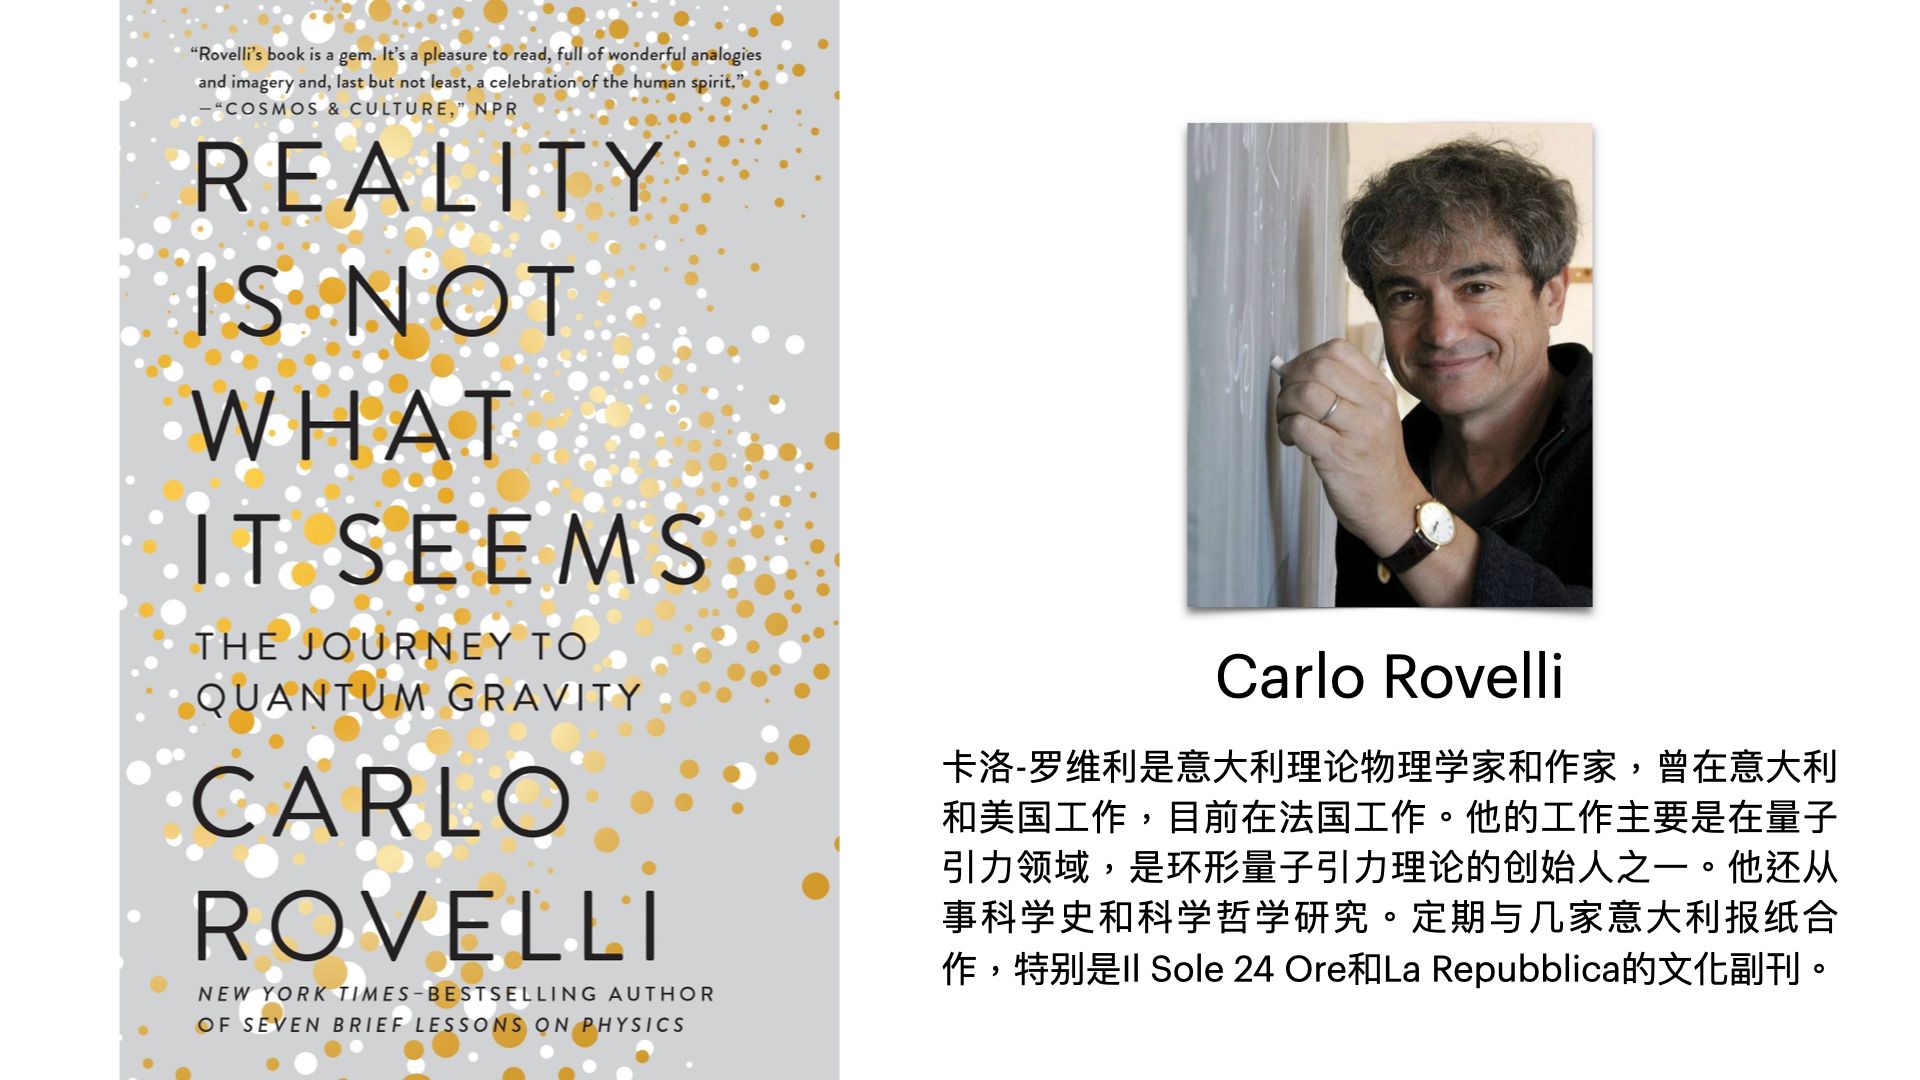 “Rovelli’s book is a gem. It’s a pleasure to read, full of wonderful analogies
and imagery and, last but not least, a celebration of the human spirit.”
—“COSMOS & CULTURE,” NPR
REALITY
IS NOT
WHAT
IT SEEMS
THE JOURNEY TO
QUANTUM GRAVITY
CARLO
ROVELLI
NEW YORK TIMES–BESTSELLING AUTHOR
OF SEVEN BRIEF LESSONS ON PHYSICS
Carlo Rovelli
卡洛-罗维利是意大利理论物理学家和作家，曾在意大利
和美国工作，目前在法国工作。他的工作主要是在量子
引力领域，是环形量子引力理论的创始人之一。他还从
事科学史和科学哲学研究。定期与几家意大利报纸合
作，特别是Il Sole 24 Ore和La Repubblica的文化副刊。